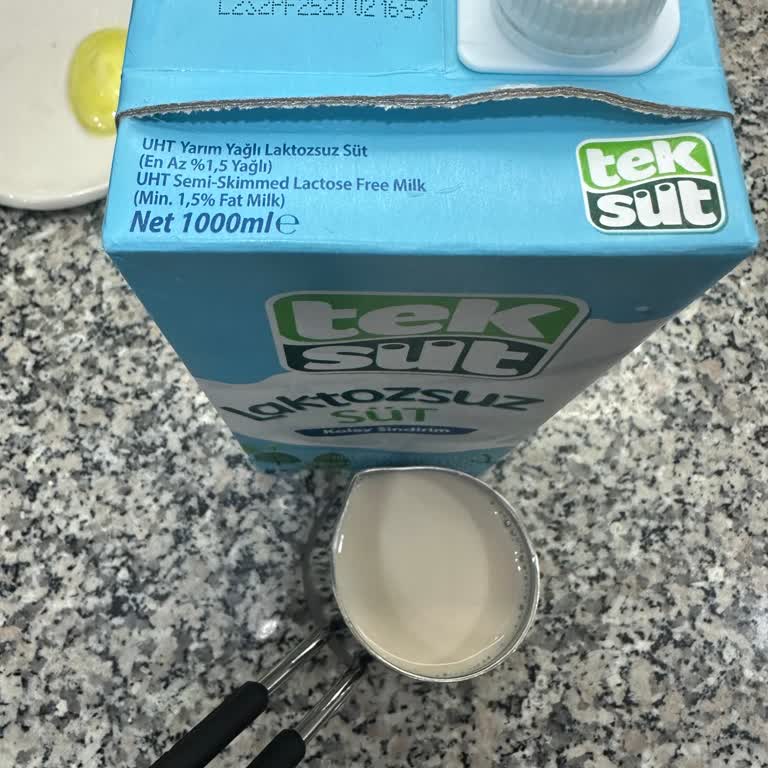 UHT Yarım Yağlı Laktozsuz Süt
(En Az %1,5 Yağlı)
UHT Semi-Skimmed Lactose Free Milk
(Min. 1,5% Fat Milk)
Net 1000ml ℮
tek
süt
tek
süt
Laktozsuz
SÜT
Kolay Sindirim